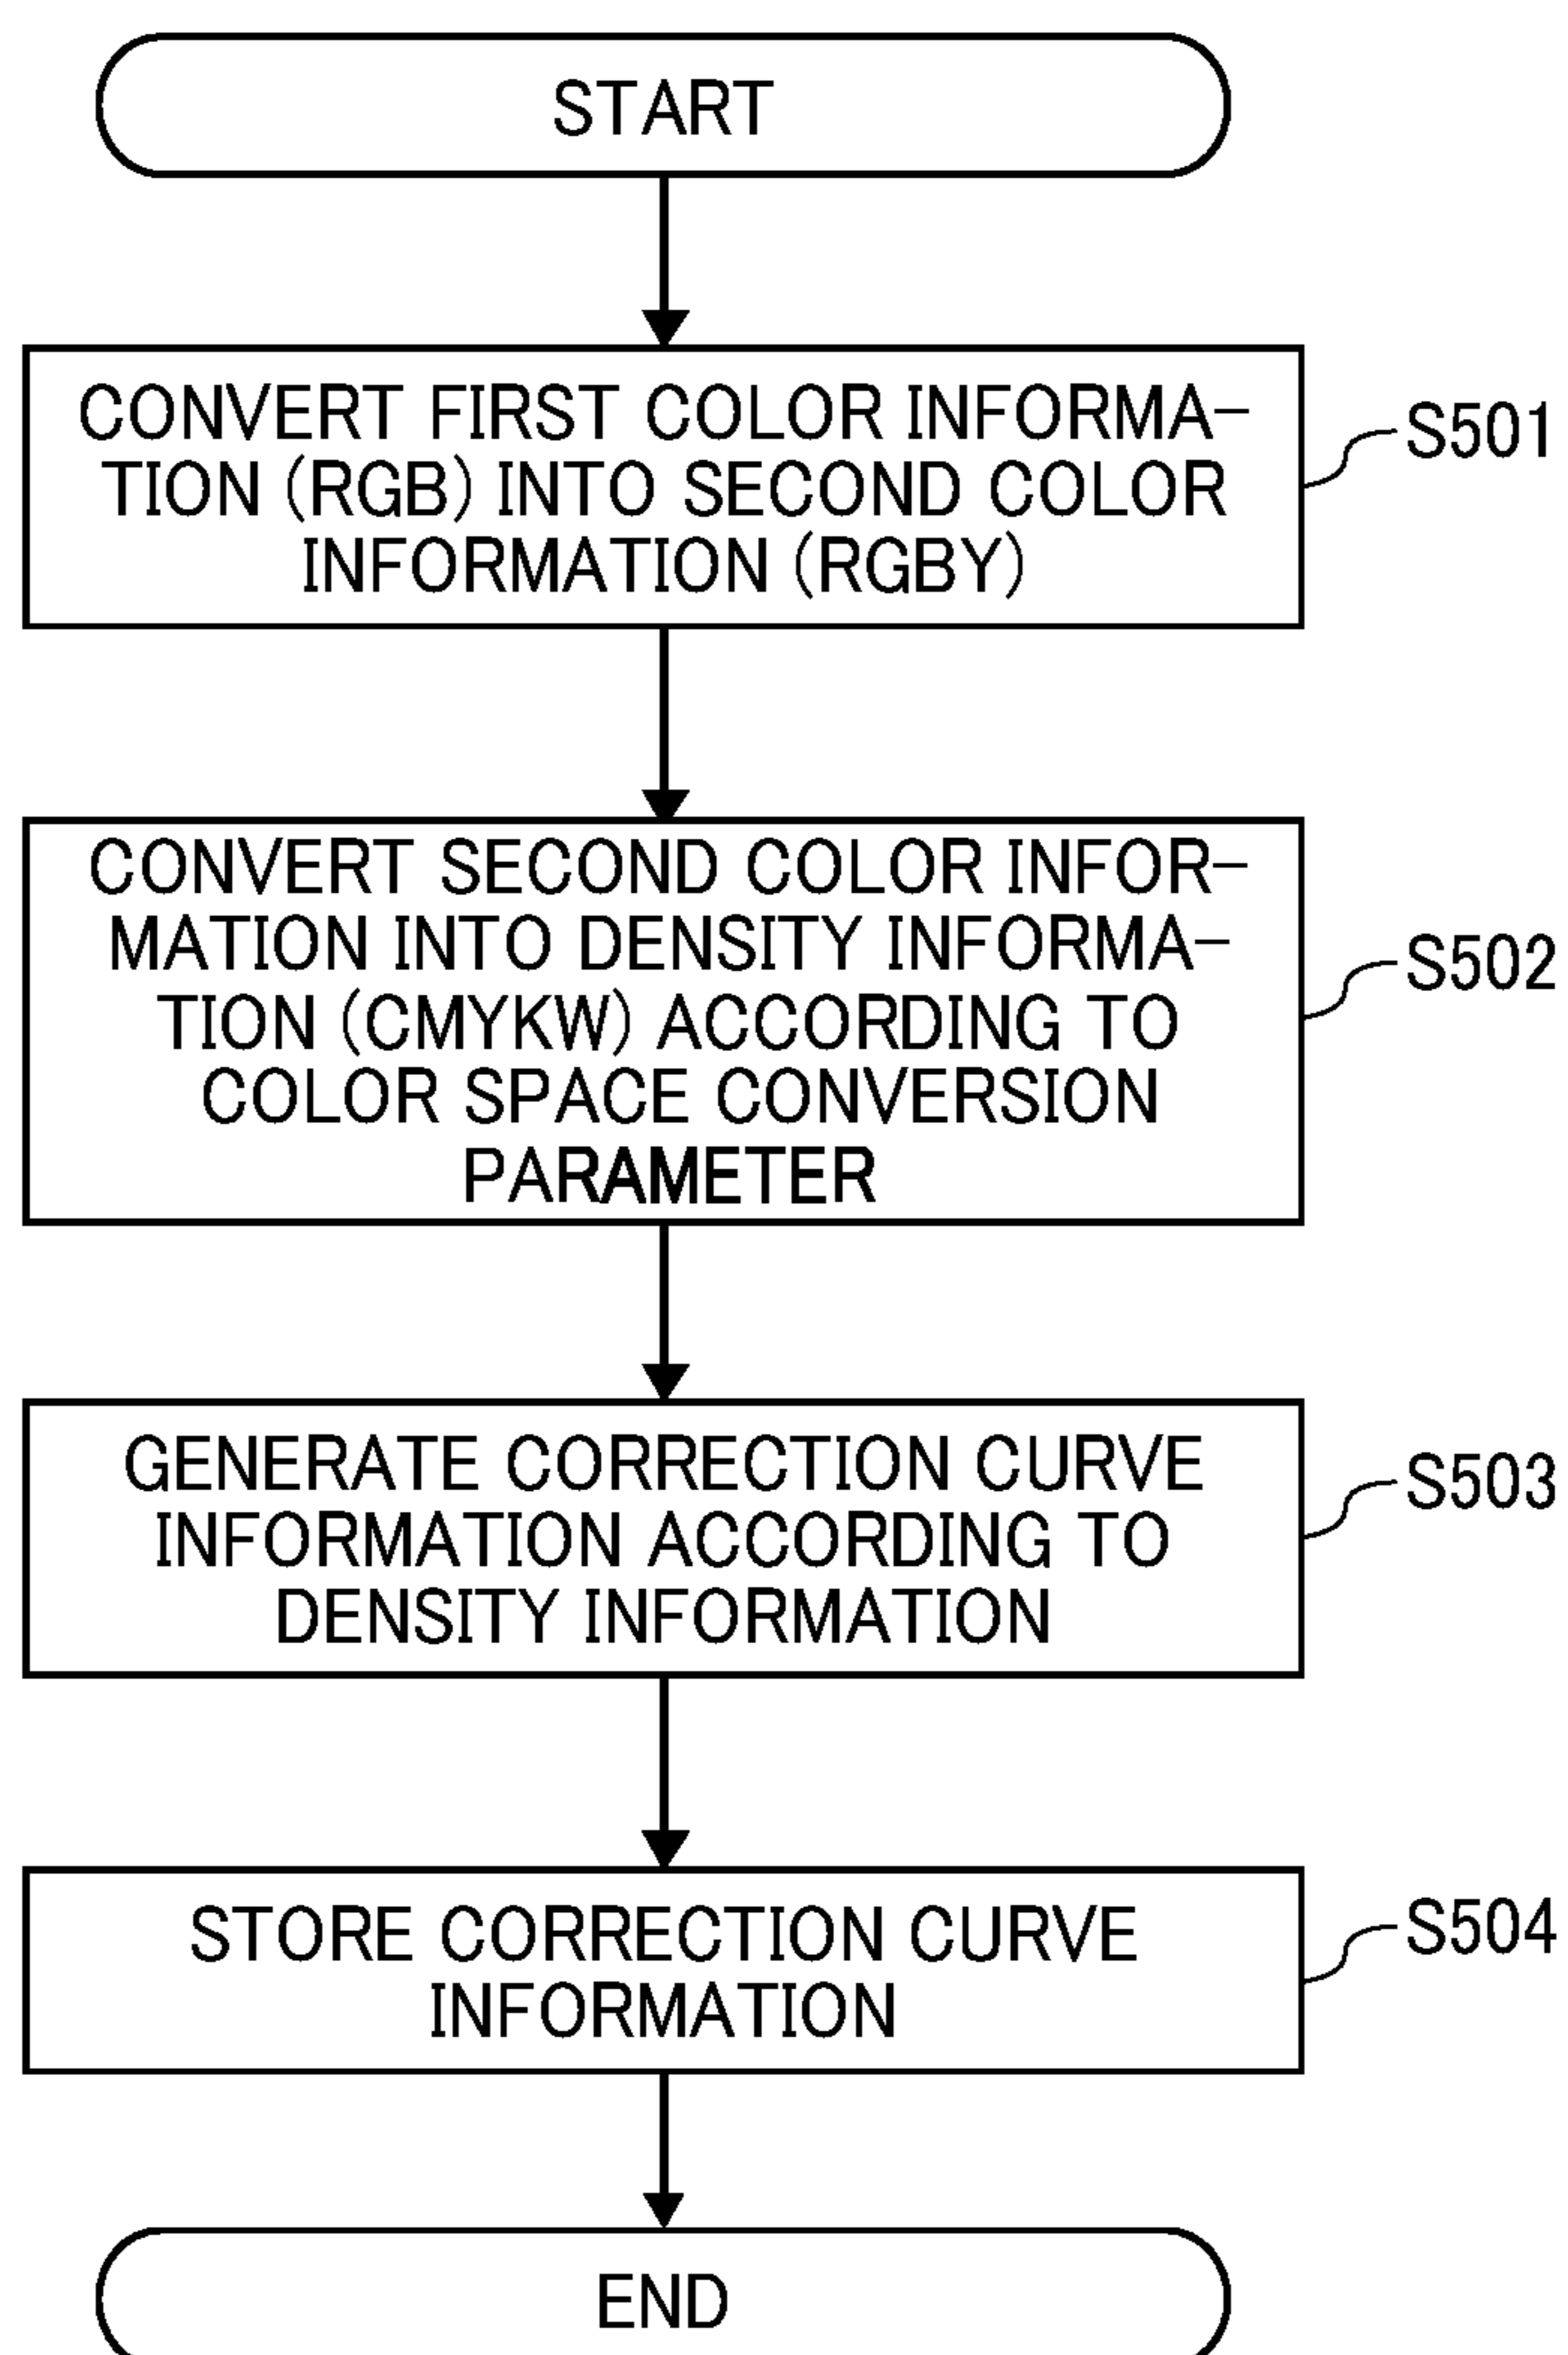 START
CONVERT FIRST COLOR INFORMA-
TION (RGB) INTO SECOND COLOR
INFORMATION (RGBY)
S501
CONVERT SECOND COLOR INFOR-
MATION INTO DENSITY INFORMA-
TION (CMYKW) ACCORDING TO
COLOR SPACE CONVERSION
PARAMETER
S502
GENERATE CORRECTION CURVE
INFORMATION ACCORDING TO
DENSITY INFORMATION
S503
STORE CORRECTION CURVE
INFORMATION
S504
END